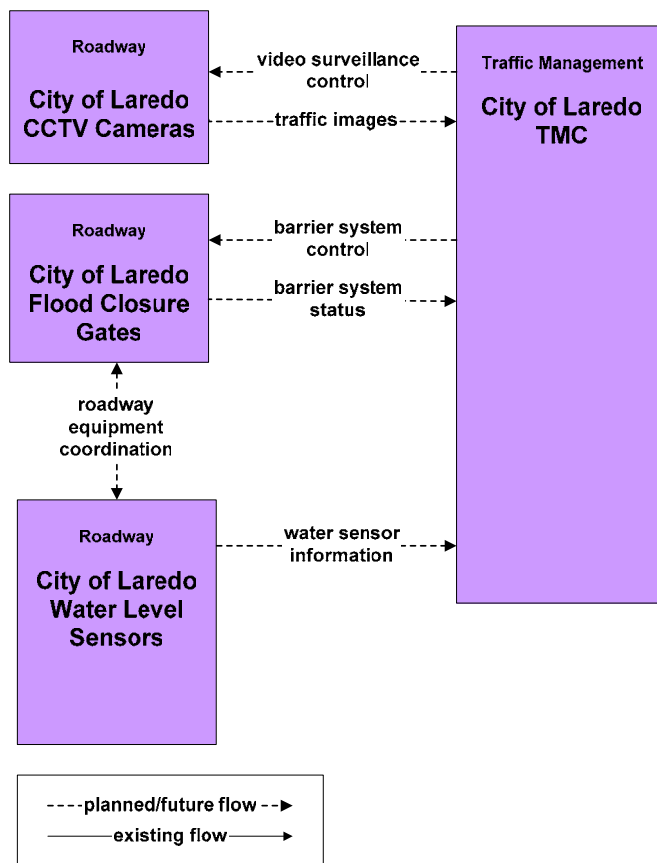 Roadway
City of Laredo
CCTV Cameras
video surveillance
control
traffic images
Traffic Management
City of Laredo
TMC
Roadway
City of Laredo
Flood Closure
Gates
barrier system
control
barrier system
status
roadway
equipment
coordination
Roadway
City of Laredo
Water Level
Sensors
water sensor
information
planned/future flow
existing flow